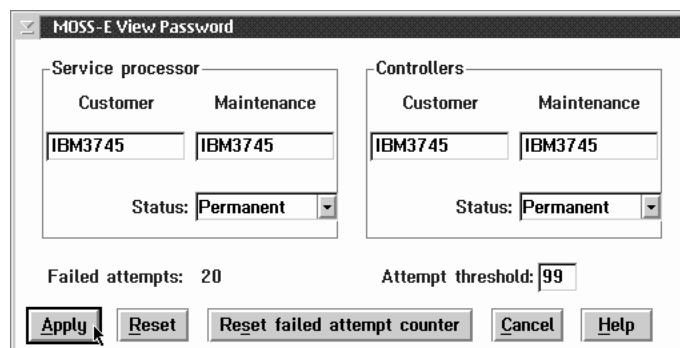 MOSS-E View Password
Service processor Controllers
Customer Maintenance Customer Maintenance
IBM3745 IBM3745 IBM3745 IBM3745
Status: Permanent Status: Permanent
Failed attempts: 20 Attempt threshold: 99
Apply Reset Reset failed attempt counter Cancel Help